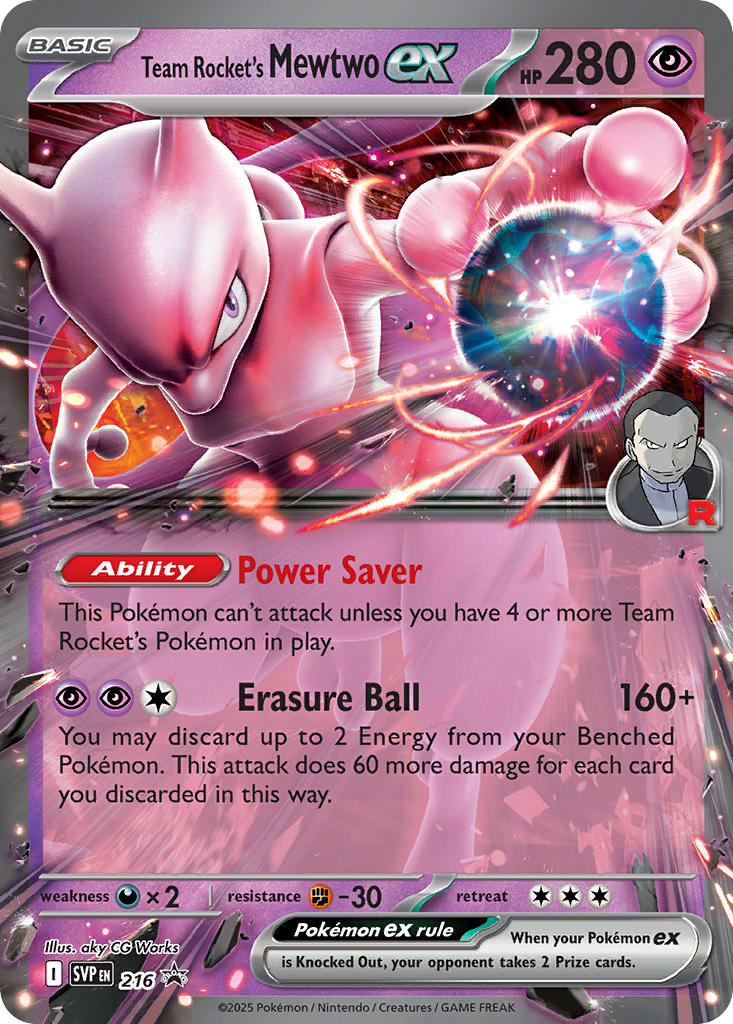 BASIC
Team Rocket's Mewtwo ex HP 280
R
Ability Power Saver
This Pokémon can't attack unless you have 4 or more Team
Rocket's Pokémon in play.
Erasure Ball 160+
You may discard up to 2 Energy from your Benched
Pokémon. This attack does 60 more damage for each card
you discarded in this way.
weakness ×2 resistance -30 retreat
Illus. aky CG Works
Pokémon ex rule When your Pokémon ex
is Knocked Out, your opponent takes 2 Prize cards.
I SVP EN 216
©2025 Pokémon / Nintendo / Creatures / GAME FREAK